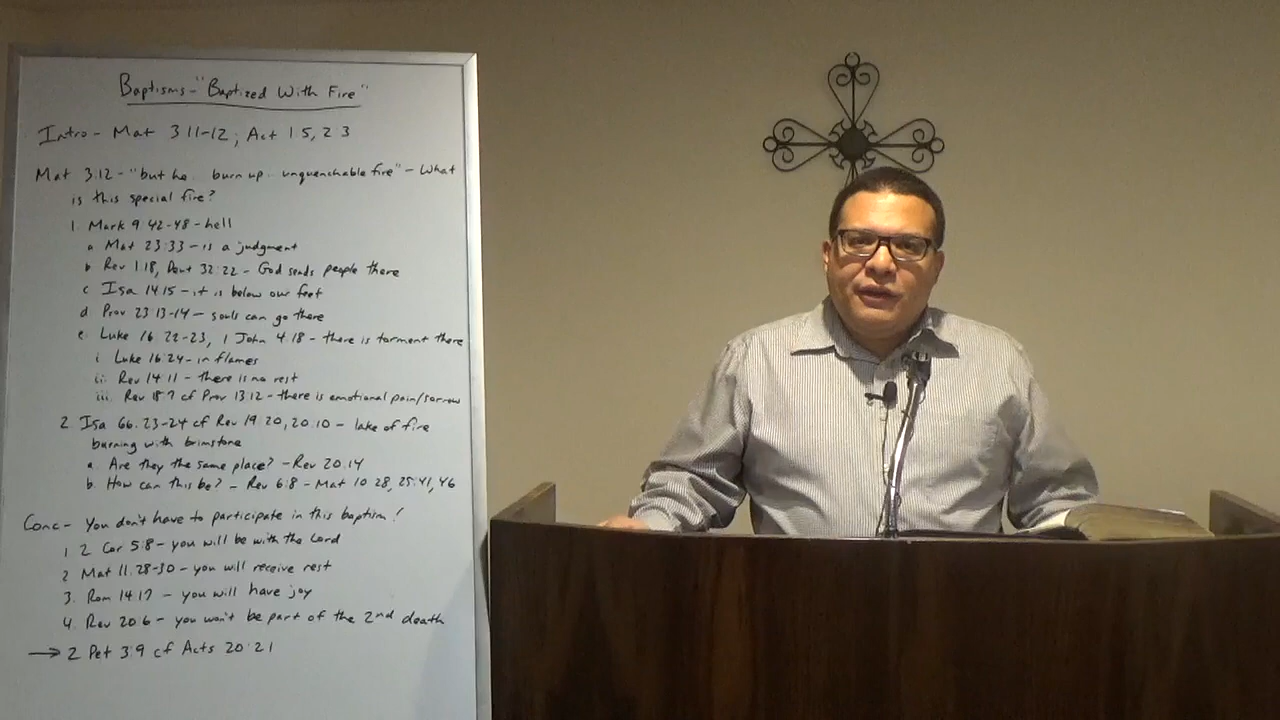 Baptisms - "Baptized With Fire"
Intro - Mat 3:11-12; Act 1:5, 2:3
Mat 3:12 - "but he... burn up... unquenchable fire" - What
is this special fire?
1. Mark 9:42-48 - hell
a. Mat 23:33 - is a judgment
b. Rev 1:18, Deut 32:22 - God sends people there
c. Isa 14:15 - it is below our feet
d. Prov 23:13-14 - souls can go there
e. Luke 16:22-23, 1 John 4:18 - there is torment there
i. Luke 16:24 - in flames
ii. Rev 14:11 - there is no rest
iii. Rev 18:7 cf Prov 13:12 - there is emotional pain/sorrow
2. Isa 66:23-24 cf Rev 19:20, 20:10 - lake of fire
burning with brimstone
a. Are they the same place? - Rev 20:14
b. How can this be? - Rev 6:8 - Mat 10:28, 25:41, 46
Conc - You don't have to participate in this baptism!
1. 2 Cor 5:8 - you will be with the Lord
2. Mat 11:28-30 - you will receive rest
3. Rom 14:17 - you will have joy
4. Rev 20:6 - you won't be part of the 2nd death
→ 2 Pet 3:9 cf Acts 20:21